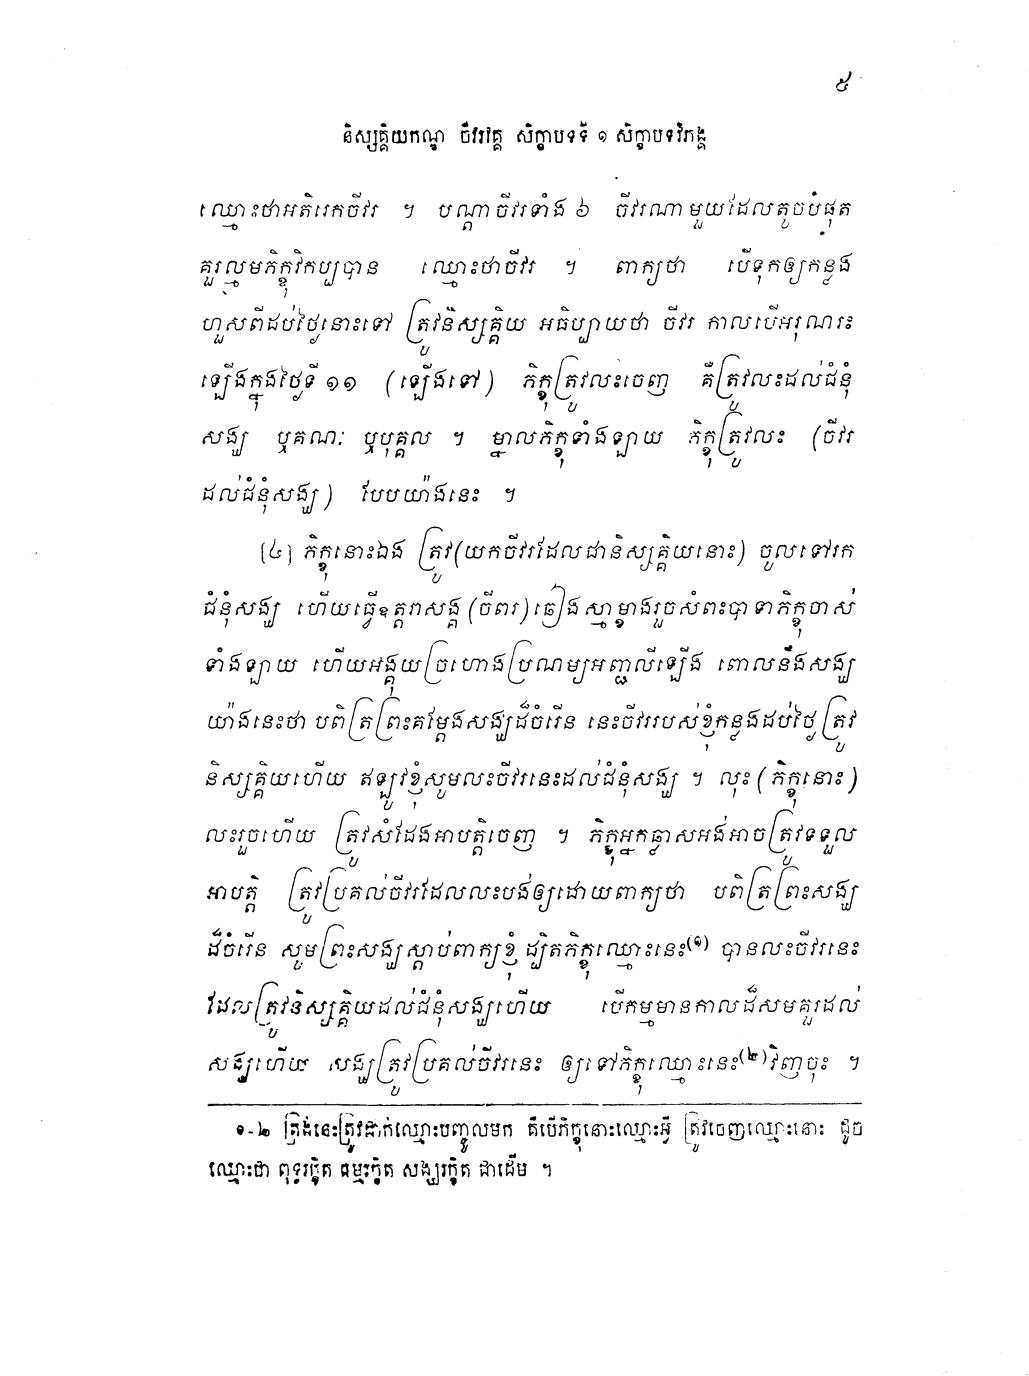 ៥
និស្សគ្គិយកណ្ឌ ចីវរវគ្គ សិក្ខាបទទី ១ សិក្ខាបទវិភង្គ
ឈ្មោះថាអតិរេកចីវរ ។ បណ្តាចីវរទាំង ៦ ចីវរណាមួយដែលតូចបំផុត
គួរល្មមភិក្ខុវិកប្បបាន ឈ្មោះថាចីវរ ។ ពាក្យថា បើទុកឲ្យកន្លង
ហួសពីដប់ថ្ងៃនោះទៅ ត្រូវនិស្សគ្គិយ អធិប្បាយថា ចីវរ កាលបើអរុណរះ
ឡើងក្នុងថ្ងៃទី ១១ (ឡើងទៅ) ភិក្ខុត្រូវលះចេញ គឺត្រូវលះដល់ជំនុំ
សង្ឃ ឬគណៈ ឬបុគ្គល ។ ម្នាលភិក្ខុទាំងឡាយ ភិក្ខុត្រូវលះ (ចីវរ
ដល់ជំនុំសង្ឃ) បែបយ៉ាងនេះ ។
[៤] ភិក្ខុនោះឯង ត្រូវ(យកចីវរដែលជានិស្សគ្គិយនោះ) ចូលទៅរក
ជំនុំសង្ឃ ហើយធ្វើឧត្តរាសង្គ (ចីពរ) ឆៀងស្មាម្ខាងរួចសំពះបាទាភិក្ខុចាស់
ទាំងឡាយ ហើយអង្គុយច្រហោងប្រណម្យអញ្ជលីឡើង ពោលនឹងសង្ឃ
យ៉ាងនេះថា បពិត្រព្រះគម្តែងសង្ឃដ៏ចំរើន នេះចីវររបស់ខ្ញុំកន្លងដប់ថ្ងៃ ត្រូវ
និស្សគ្គិយហើយ ឥឡូវខ្ញុំសូមលះចីវរនេះដល់ជំនុំសង្ឃ ។ លុះ (ភិក្ខុនោះ)
លះរួចហើយ ត្រូវសំដែងអាបត្តិចេញ ។ ភិក្ខុអ្នកឆ្លាសអង់អាចត្រូវទទួល
អាបត្តិ ត្រូវប្រគល់ចីវរដែលលះបង់ឲ្យដោយពាក្យថា បពិត្រព្រះសង្ឃ
ដ៏ចំរើន សូមព្រះសង្ឃស្តាប់ពាក្យខ្ញុំ ដ្បិតភិក្ខុឈ្មោះនេះ(១) បានលះចីវរនេះ
ដែលត្រូវនិស្សគ្គិយដល់ជំនុំសង្ឃហើយ បើកម្មមានកាលដ៏សមគួរដល់
សង្ឃហើយ សង្ឃត្រូវប្រគល់ចីវរនេះ ឲ្យទៅភិក្ខុឈ្មោះនេះ(២)វិញចុះ ។
១-២ ត្រង់នេះត្រូវដាក់ឈ្មោះបញ្ចូលមក គឺបើភិក្ខុនោះឈ្មោះអ្វី ត្រូវចេញឈ្មោះនោះ ដូច
ឈ្មោះថា ពុទ្ធរក្ខិត ធម្មរក្ខិត សង្ឃរក្ខិត ជាដើម ។